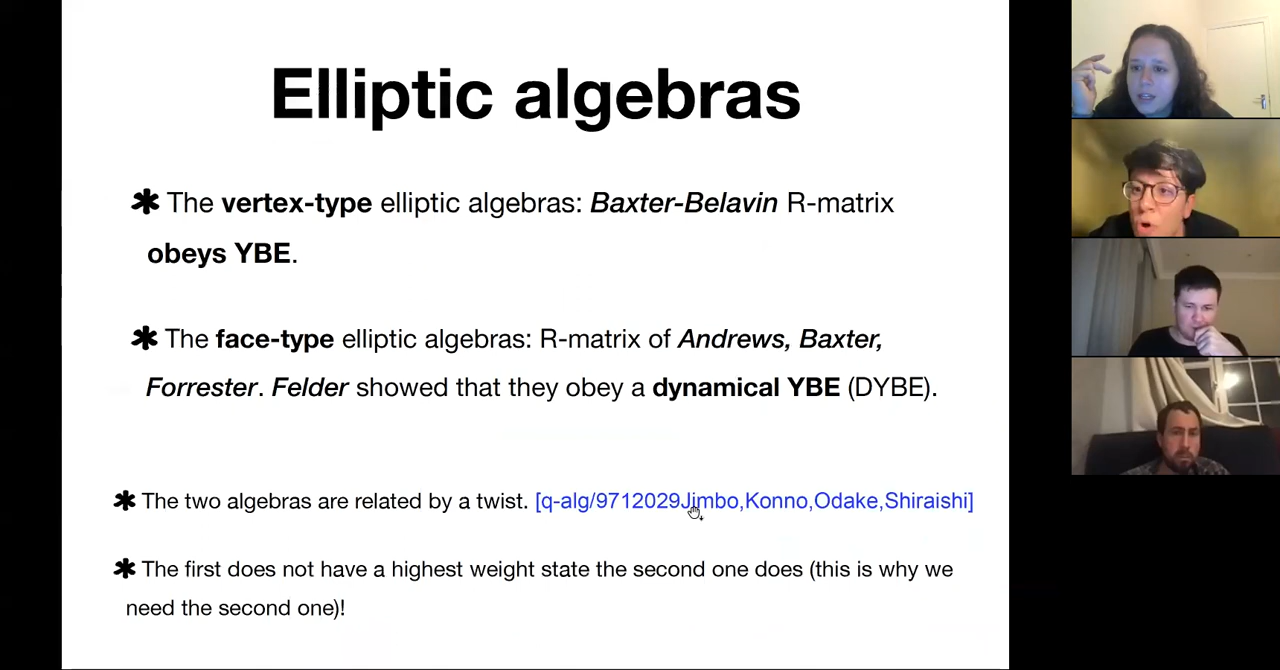 Elliptic algebras
✱ The vertex-type elliptic algebras: Baxter-Belavin R-matrix
obeys YBE.
✱ The face-type elliptic algebras: R-matrix of Andrews, Baxter,
Forrester. Felder showed that they obey a dynamical YBE (DYBE).
✱ The two algebras are related by a twist. [q-alg/9712029Jimbo,Konno,Odake,Shiraishi]
✱ The first does not have a highest weight state the second one does (this is why we
need the second one)!